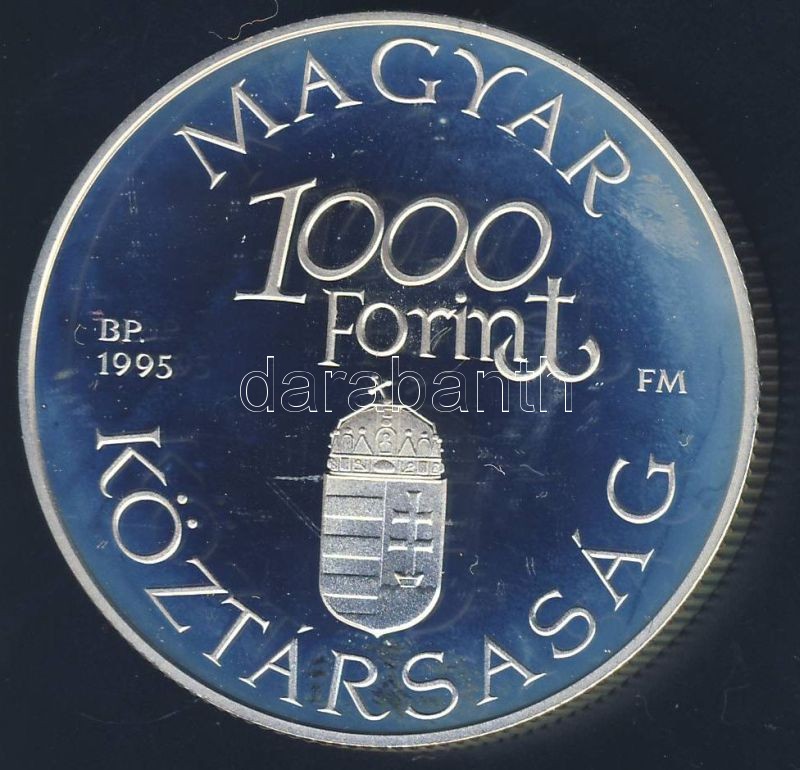 MAGYAR
1000
Forint
BP.
1995
FM
darabanth
KÖZTÁRSASÁG